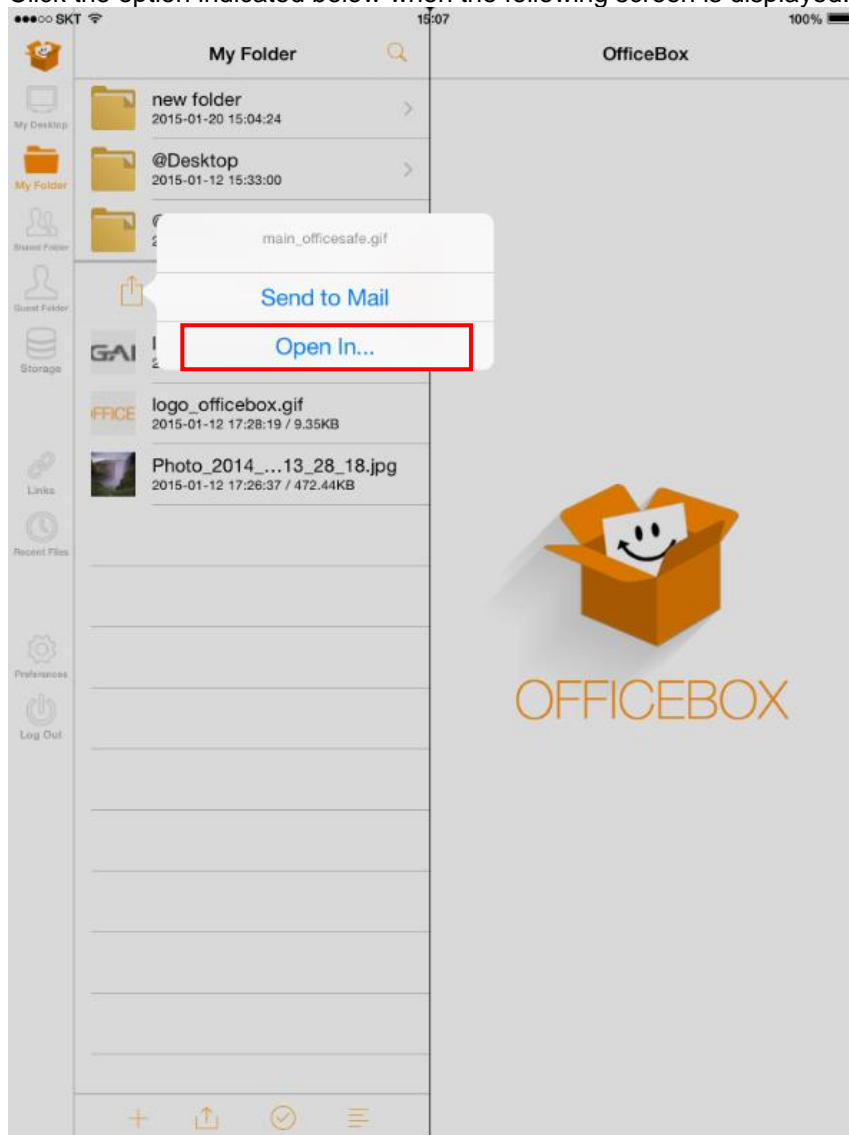 Click the option indicated below when the following screen is displayed.
SKT 15:07 100%
My Folder
OfficeBox
My Desktop
My Folder
Shared Folder
Guest Folder
Storage
Links
Recent Files
Preferences
Log Out
new folder
2015-01-20 15:04:24
@Desktop
2015-01-12 15:33:00
@
2
main_officesafe.gif
Send to Mail
Open In...
GAI
l
2
OFFICE
logo_officebox.gif
2015-01-12 17:28:19 / 9.35KB
Photo_2014_...13_28_18.jpg
2015-01-12 17:26:37 / 472.44KB
OFFICEBOX